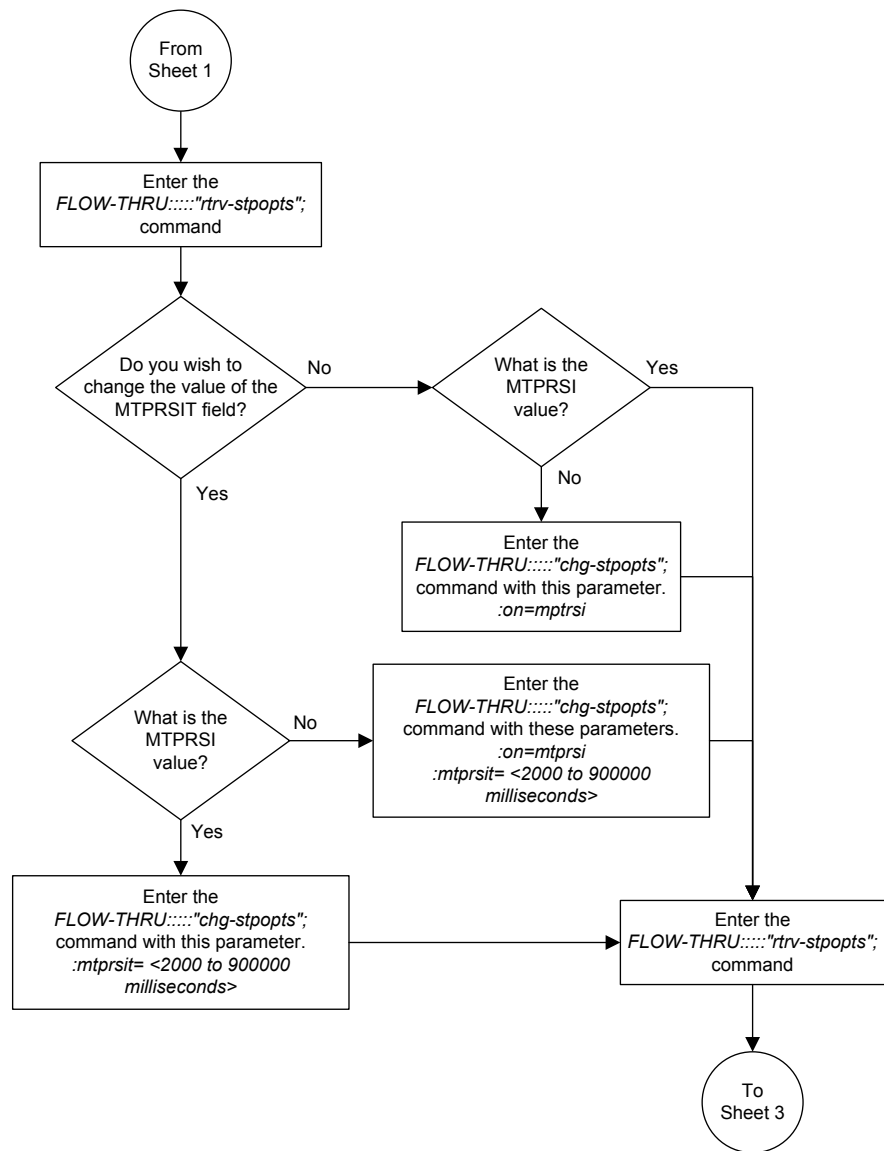 From
Sheet 1
Enter the
FLOW-THRU:::::"rtrv-stpopts";
command
Do you wish to
change the value of the
MTPRSIT field?
No
What is the
MTPRSI
value?
Yes
No
Yes
Enter the
FLOW-THRU:::::"chg-stpopts";
command with this parameter.
:on=mptrsi
What is the
MTPRSI
value?
No
Enter the
FLOW-THRU:::::"chg-stpopts";
command with these parameters.
:on=mtprsi
:mtprsit= <2000 to 900000
milliseconds>
Yes
Enter the
FLOW-THRU:::::"chg-stpopts";
command with this parameter.
:mtprsit= <2000 to 900000
milliseconds>
Enter the
FLOW-THRU:::::"rtrv-stpopts";
command
To
Sheet 3